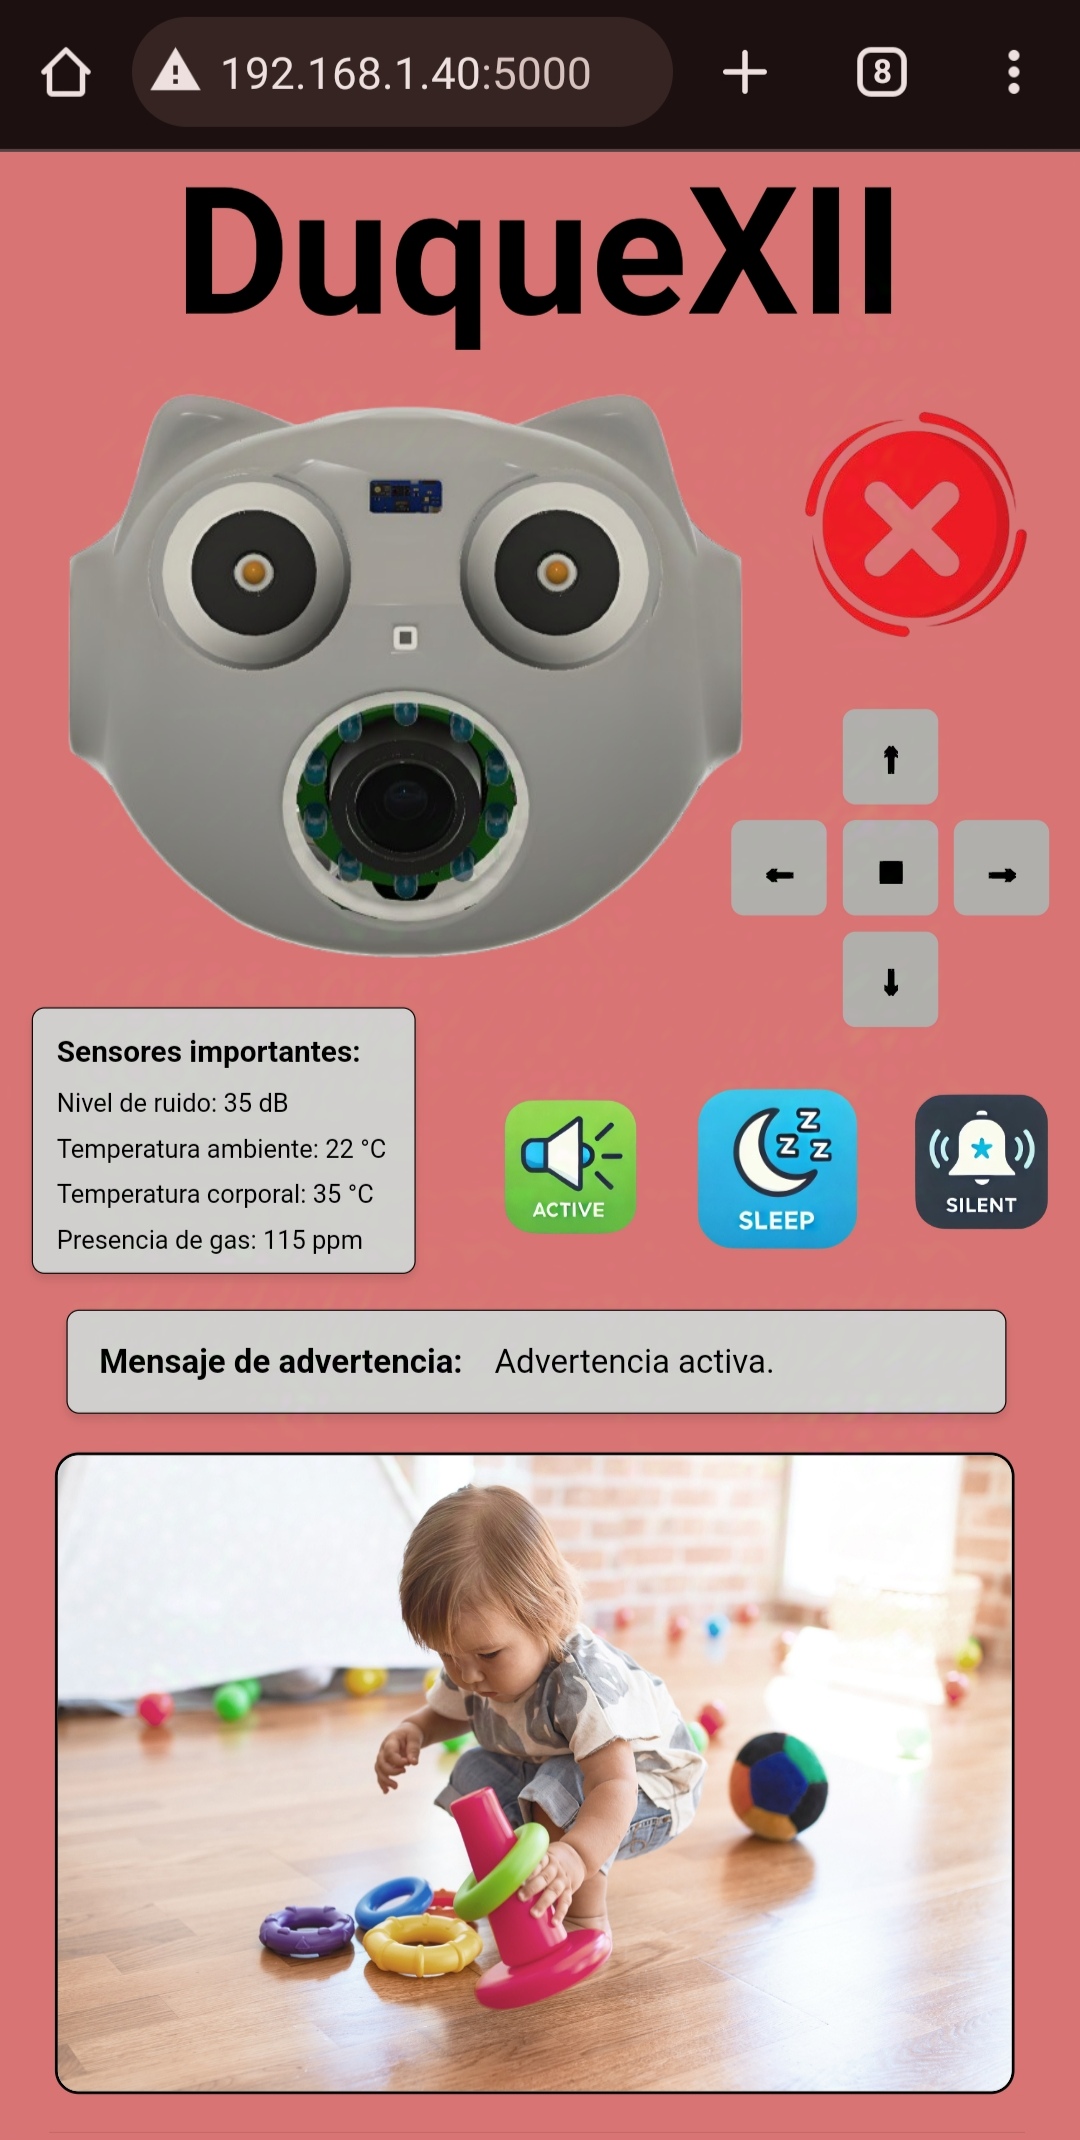 192.168.1.40:5000
8
DuqueXII
Sensores importantes:
Nivel de ruido: 35 dB
Temperatura ambiente: 22 °C
Temperatura corporal: 35 °C
Presencia de gas: 115 ppm
ACTIVE
z z z
SLEEP
SILENT
Mensaje de advertencia: Advertencia activa.